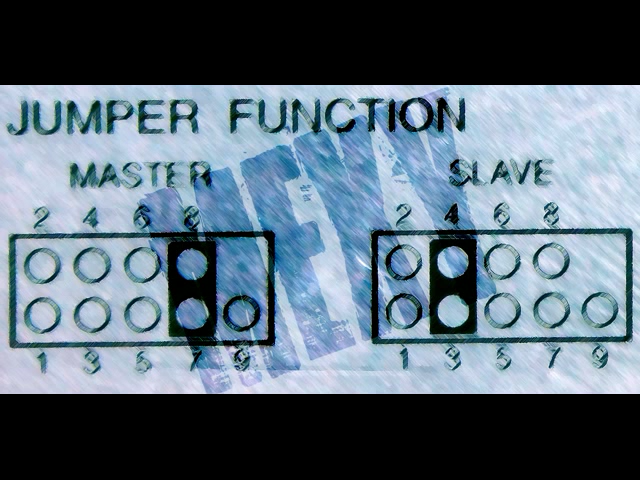 JUMPER FUNCTION
MASTER SLAVE
2 4 6 8 2 4 6 8
1 3 5 7 9 1 3 5 7 9